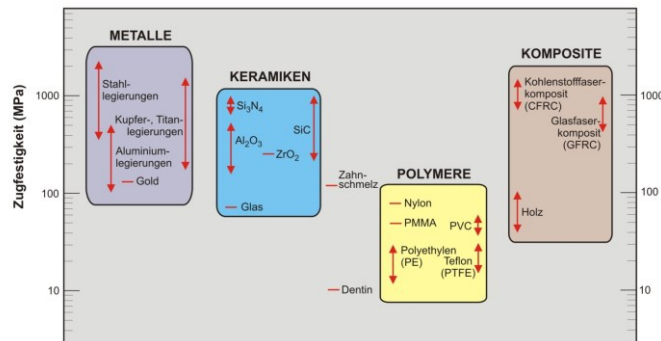 Zugfestigkeit (MPa)
1000
100
10
METALLE
Stahl-
legierungen
Kupfer-, Titan-
legierungen
Aluminium-
legierungen
Gold
KERAMIKEN
Si3N4
Al2O3
SiC
ZrO2
Glas
Zahn-
schmelz
Dentin
POLYMERE
Nylon
PMMA
PVC
Polyethylen
(PE)
Teflon
(PTFE)
KOMPOSITE
Kohlenstofffaser-
komposit
(CFRC)
Glasfaser-
komposit
(GFRC)
Holz
1000
100
10